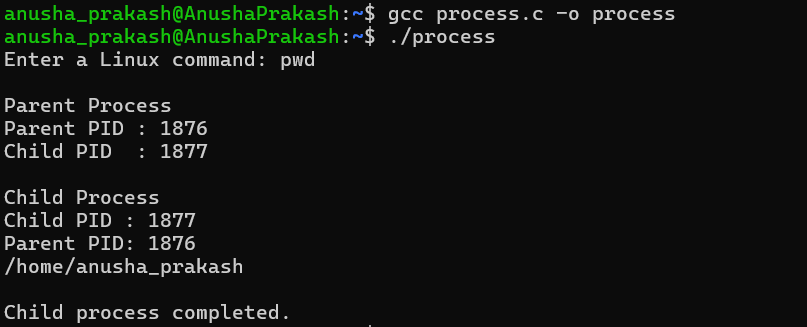 anusha_prakash@AnushaPrakash:~$ gcc process.c -o process
anusha_prakash@AnushaPrakash:~$ ./process
Enter a Linux command: pwd

Parent Process
Parent PID : 1876
Child PID  : 1877

Child Process
Child PID : 1877
Parent PID: 1876
/home/anusha_prakash

Child process completed.